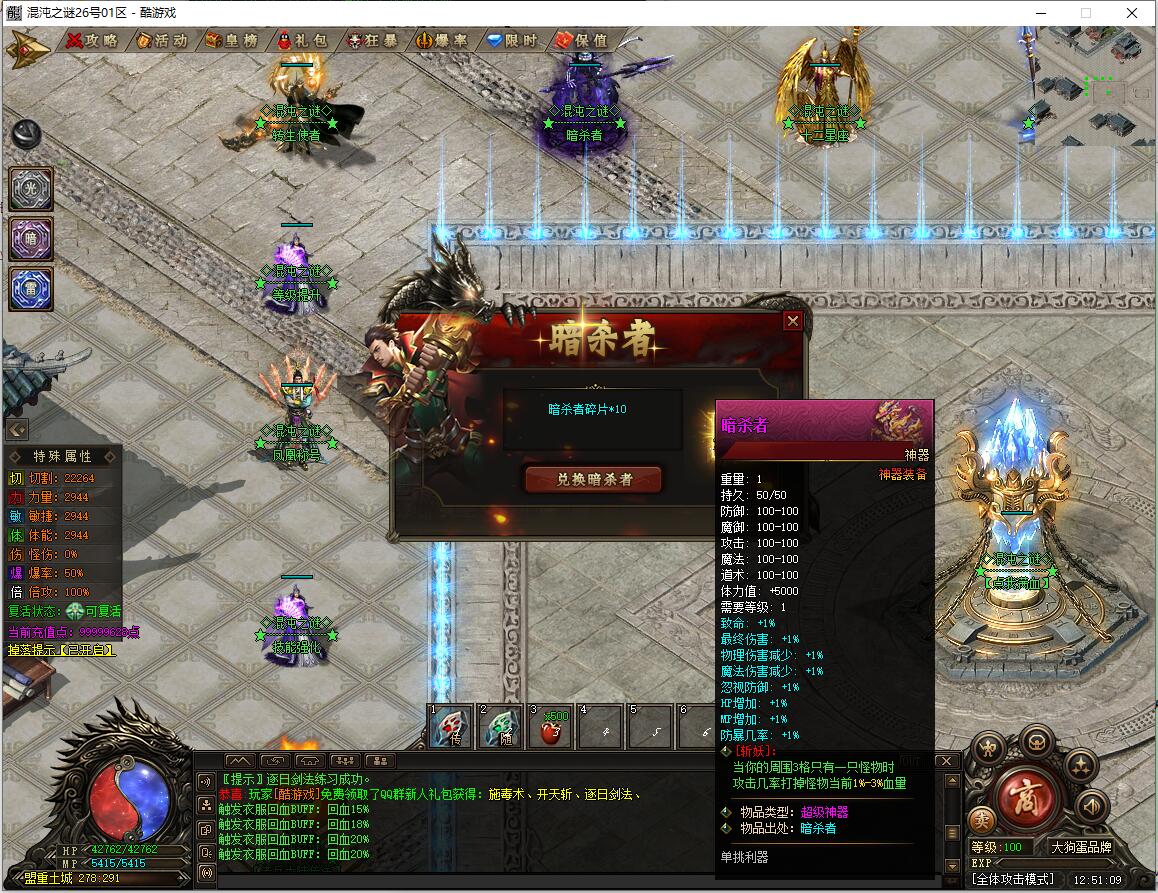 混沌之谜26号01区 - 酷游戏
攻略 活动 皇榜 礼包 狂暴 爆率 限时 保值
◇混沌之谜◇
转生使者
◇混沌之谜◇
暗杀者
◇混沌之谜◇
十二星座
光
暗
雷
◇混沌之谜◇
等级提升
◇混沌之谜◇
凤凰称号
◇混沌之谜◇
技能强化
◇混沌之谜◇
【点我满血】
特殊属性
切 切割: 22264
力 力量: 2944
敏 敏捷: 2944
体 体能: 2944
伤 怪伤: 0%
爆 爆率: 50%
倍 倍攻: 100%
复活状态: 可复活
掉落提示【已开启】
暗杀者
暗杀者碎片*10
兑换暗杀者
暗杀者
神器
神器装备
重量: 1
持久: 50/50
防御: 100-100
魔御: 100-100
攻击: 100-100
魔法: 100-100
道术: 100-100
体力值: +5000
需要等级: 1
致命: +1%
最终伤害: +1%
物理伤害减少: +1%
魔法伤害减少: +1%
忽视防御: +1%
HP增加: +1%
MP增加: +1%
防暴几率: +1%
[斩妖]:
当你的周围3格只有一只怪物时
攻击几率打掉怪物当前1%-3%血量
物品类型: 超级神器
物品出处: 暗杀者
单挑利器
1 传
2 随
3 x500
4 4
5 5
6 6
〖提示〗逐日剑法练习成功。
恭喜 玩家[酷游戏]免费领取了QQ群新人礼包获得: 施毒术、开天斩、逐日剑法、
触发衣服回血BUFF: 回血15%
触发衣服回血BUFF: 回血18%
触发衣服回血BUFF: 回血20%
触发衣服回血BUFF: 回血20%
HP 42762/42762
MP 5415/5415
盟重土城 278:291
商
卖
等级: 100
大狗蛋品牌
EXP
[全体攻击模式]
12:51:09